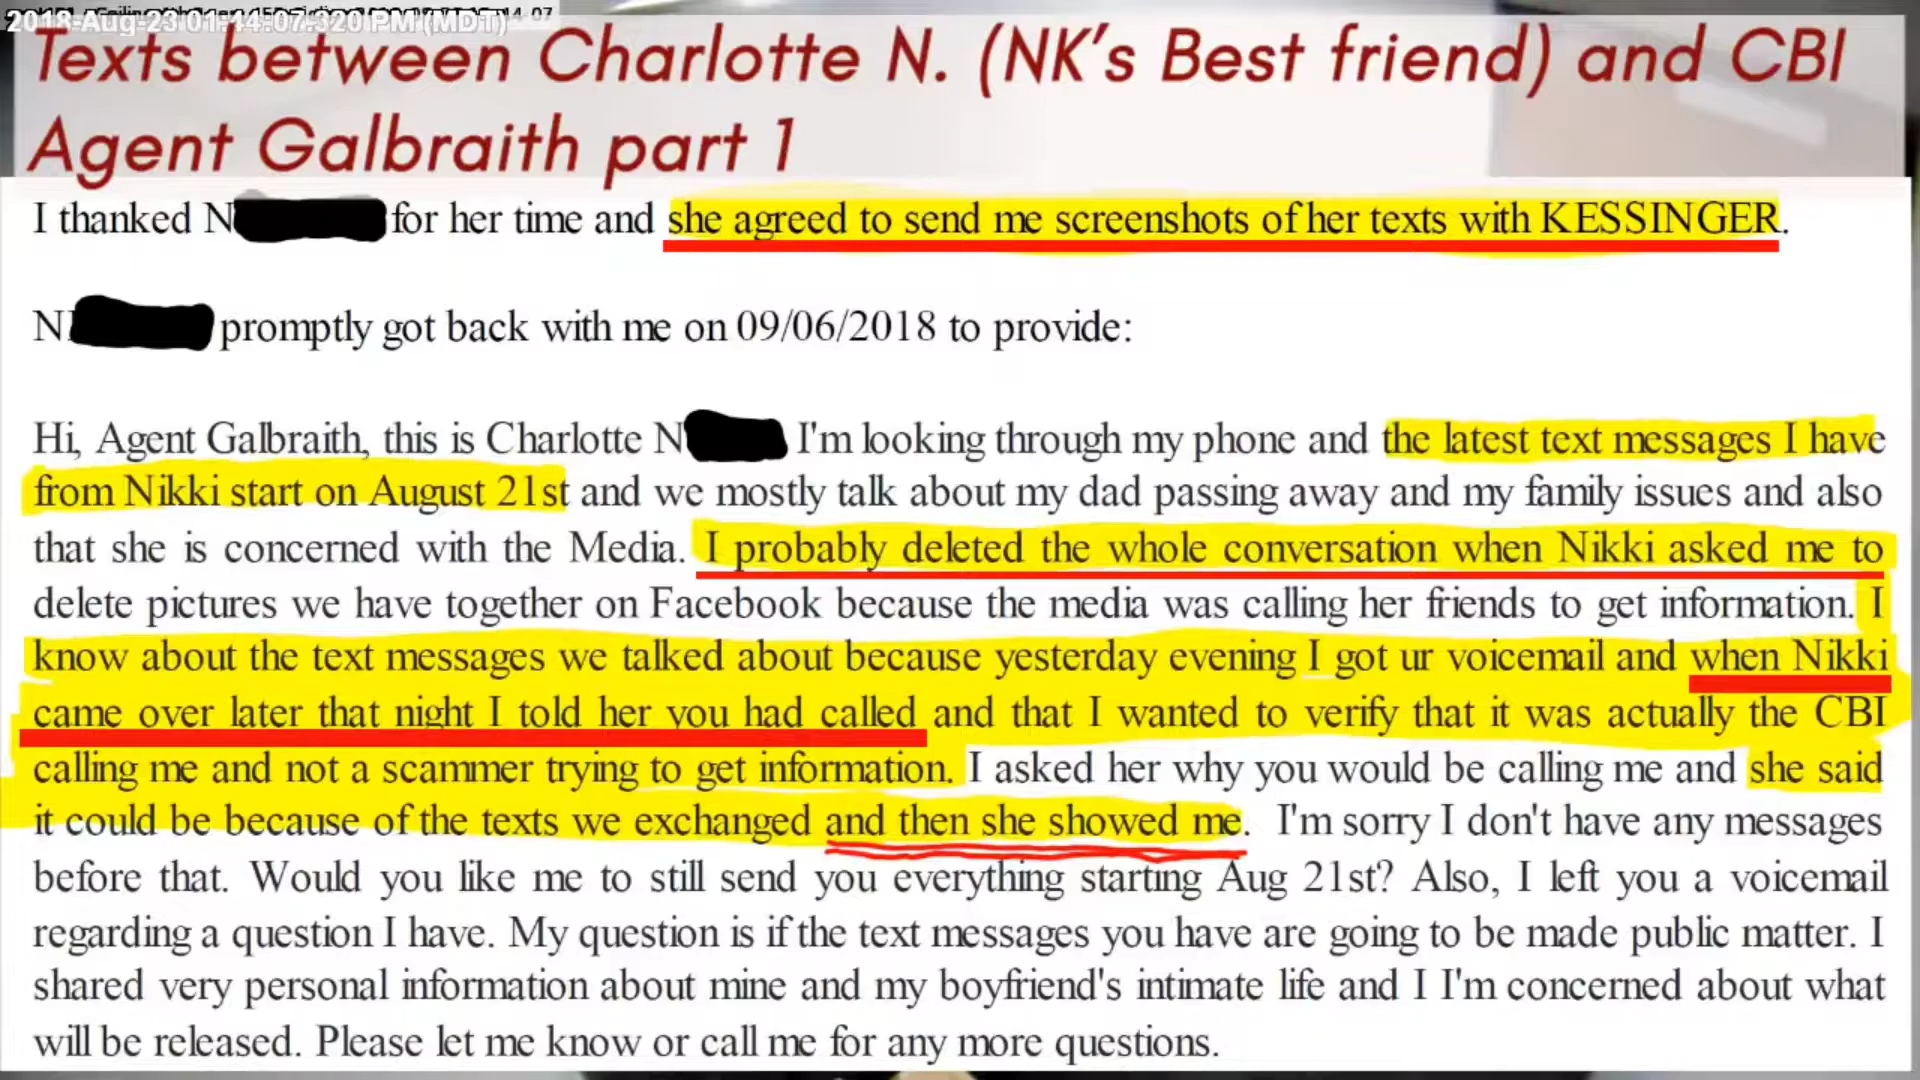 2018-Aug-23 01:44:07.320 PM (MDT)
Texts between Charlotte N. (NK's Best friend) and CBI
Agent Galbraith part 1
I thanked N for her time and she agreed to send me screenshots of her texts with KESSINGER.
N promptly got back with me on 09/06/2018 to provide:
Hi, Agent Galbraith, this is Charlotte N I'm looking through my phone and the latest text messages I have
from Nikki start on August 21st and we mostly talk about my dad passing away and my family issues and also
that she is concerned with the Media. I probably deleted the whole conversation when Nikki asked me to
delete pictures we have together on Facebook because the media was calling her friends to get information. I
know about the text messages we talked about because yesterday evening I got ur voicemail and when Nikki
came over later that night I told her you had called and that I wanted to verify that it was actually the CBI
calling me and not a scammer trying to get information. I asked her why you would be calling me and she said
it could be because of the texts we exchanged and then she showed me. I'm sorry I don't have any messages
before that. Would you like me to still send you everything starting Aug 21st? Also, I left you a voicemail
regarding a question I have. My question is if the text messages you have are going to be made public matter. I
shared very personal information about mine and my boyfriend's intimate life and I I'm concerned about what
will be released. Please let me know or call me for any more questions.